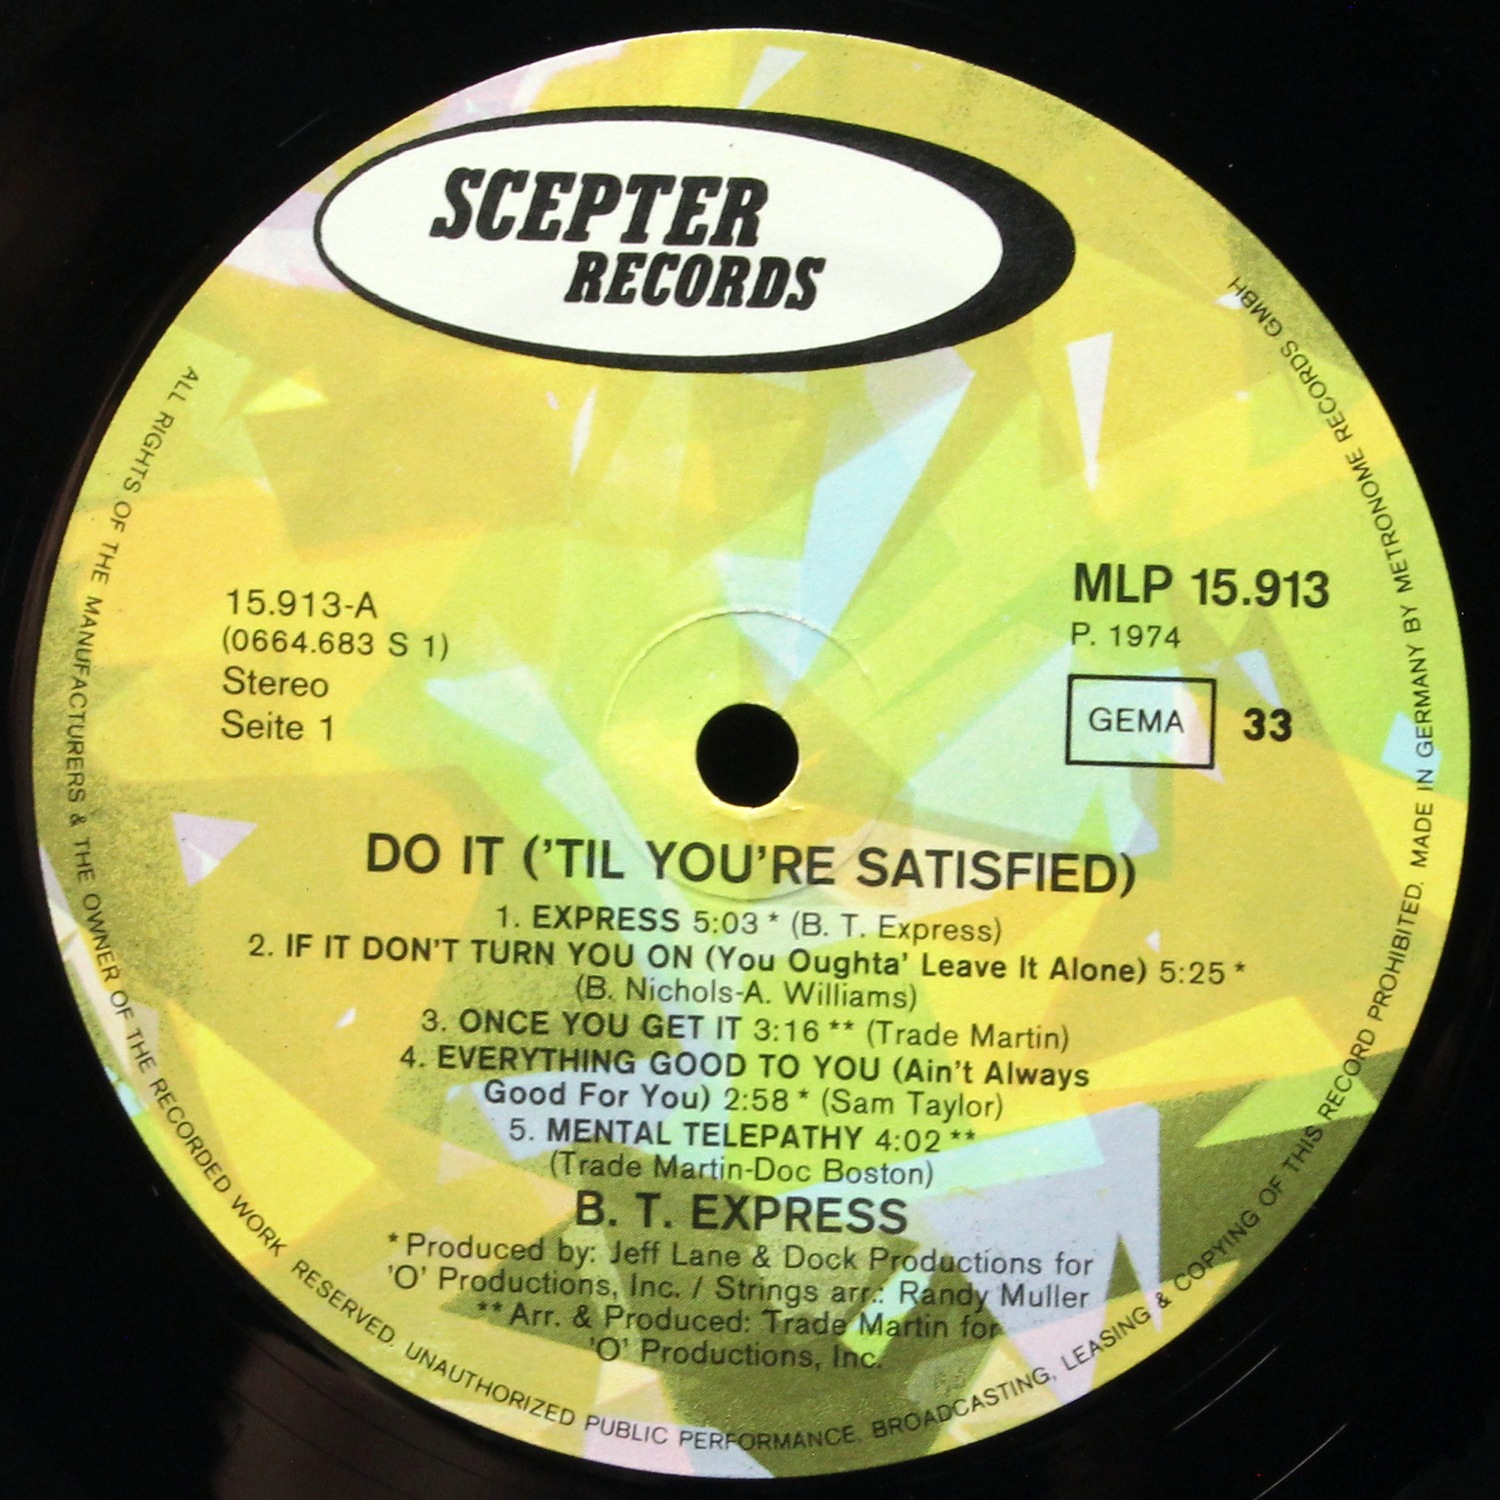 SCEPTER
RECORDS
15.913-A
(0664.683 S 1)
Stereo
Seite 1
MLP 15.913
P. 1974
GEMA 33
DO IT ('TIL YOU'RE SATISFIED)
1. EXPRESS 5:03 * (B. T. Express)
2. IF IT DON'T TURN YOU ON (You Oughta' Leave It Alone) 5:25 *
(B. Nichols-A. Williams)
3. ONCE YOU GET IT 3:16 ** (Trade Martin)
4. EVERYTHING GOOD TO YOU (Ain't Always
Good For You) 2:58 * (Sam Taylor)
5. MENTAL TELEPATHY 4:02 **
(Trade Martin-Doc Boston)
B. T. EXPRESS
* Produced by: Jeff Lane & Dock Productions for
'O' Productions, Inc. / Strings arr.: Randy Muller
** Arr. & Produced: Trade Martin for
'O' Productions, Inc.
ALL RIGHTS OF THE MANUFACTURERS & THE OWNER OF THE RECORDED WORK RESERVED. UNAUTHORIZED PUBLIC PERFORMANCE, BROADCASTING, LEASING & COPYING OF THIS RECORD PROHIBITED. MADE IN GERMANY BY METRONOME RECORDS GMBH